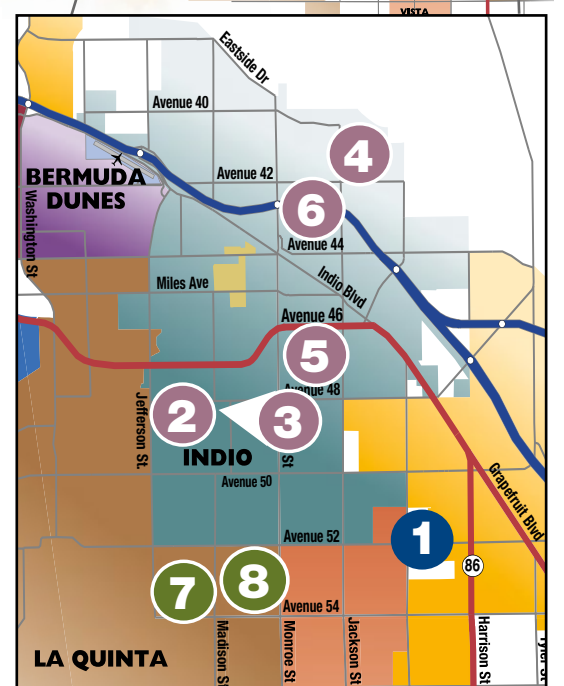 VISTA
Eastside Dr
Avenue 40
4
Avenue 42
BERMUDA
DUNES
6
Washington St
Avenue 44
Indio Blvd
Miles Ave
Avenue 46
5
Avenue 48
Jefferson St.
2
3
St
INDIO
Avenue 50
Grapefruit Blvd
Avenue 52
1
86
7
8
Avenue 54
LA QUINTA
Madison St
Monroe St
Jackson St
Harrison St